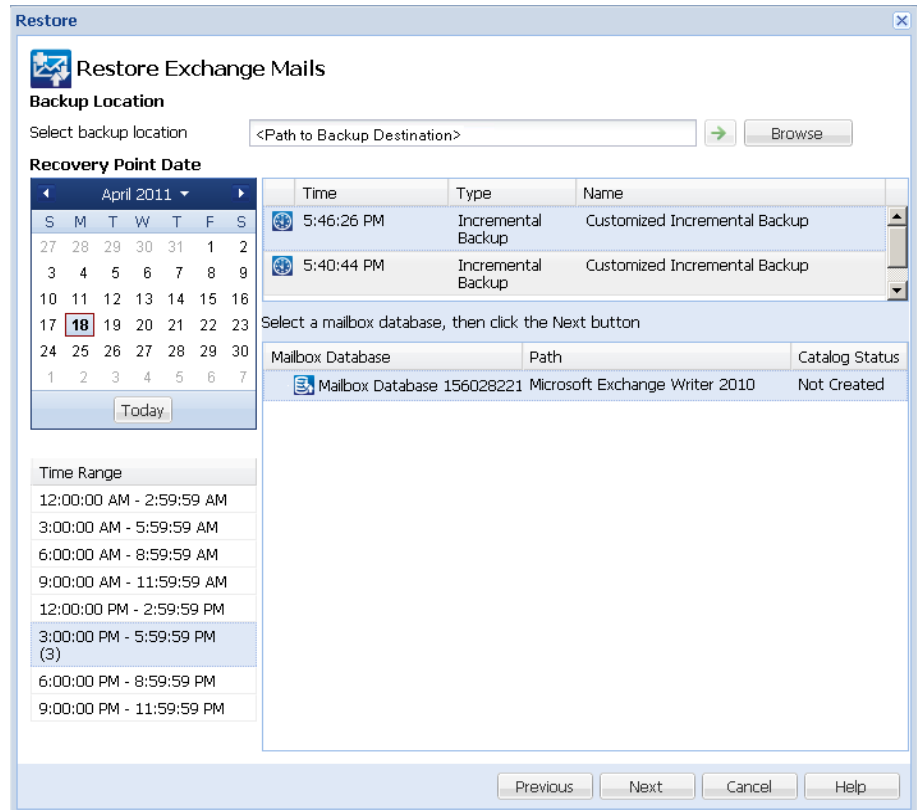 Restore
Restore Exchange Mails
Backup Location
Select backup location <Path to Backup Destination> Browse
Recovery Point Date
April 2011
S M T W T F S
27 28 29 30 31 1 2
3 4 5 6 7 8 9
10 11 12 13 14 15 16
17 18 19 20 21 22 23
24 25 26 27 28 29 30
1 2 3 4 5 6 7
Today
Time Type Name
5:46:26 PM Incremental Backup Customized Incremental Backup
5:40:44 PM Incremental Backup Customized Incremental Backup
Select a mailbox database, then click the Next button
Mailbox Database Path Catalog Status
Mailbox Database 156028221 Microsoft Exchange Writer 2010 Not Created
Time Range
12:00:00 AM - 2:59:59 AM
3:00:00 AM - 5:59:59 AM
6:00:00 AM - 8:59:59 AM
9:00:00 AM - 11:59:59 AM
12:00:00 PM - 2:59:59 PM
3:00:00 PM - 5:59:59 PM
(3)
6:00:00 PM - 8:59:59 PM
9:00:00 PM - 11:59:59 PM
Previous Next Cancel Help